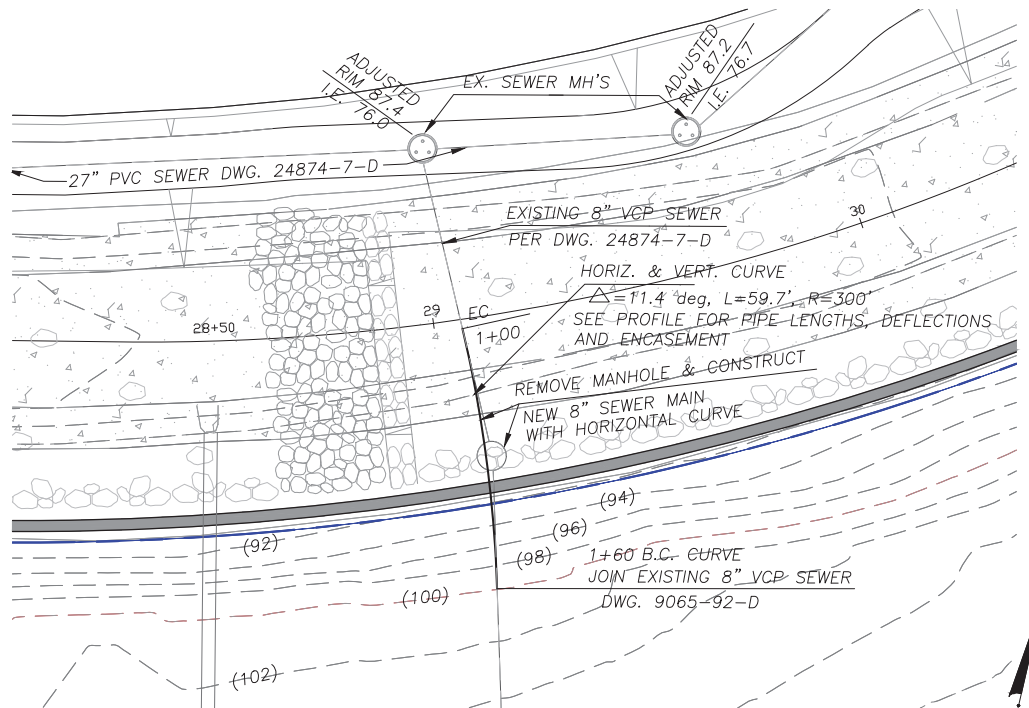 ADJUSTED
RIM 87.4
I.E. 76.0
EX. SEWER MH'S
ADJUSTED
RIM 87.2
I.E. 76.7
27" PVC SEWER DWG. 24874-7-D
EXISTING 8" VCP SEWER
PER DWG. 24874-7-D
30
HORIZ. & VERT. CURVE
△=11.4 deg, L=59.7', R=300'
SEE PROFILE FOR PIPE LENGTHS, DEFLECTIONS
AND ENCASEMENT
28+50
29
EC
1+00
REMOVE MANHOLE & CONSTRUCT
NEW 8" SEWER MAIN
WITH HORIZONTAL CURVE
(94)
(96)
(92)
(98)
1+60 B.C. CURVE
JOIN EXISTING 8" VCP SEWER
DWG. 9065-92-D
(100)
(102)